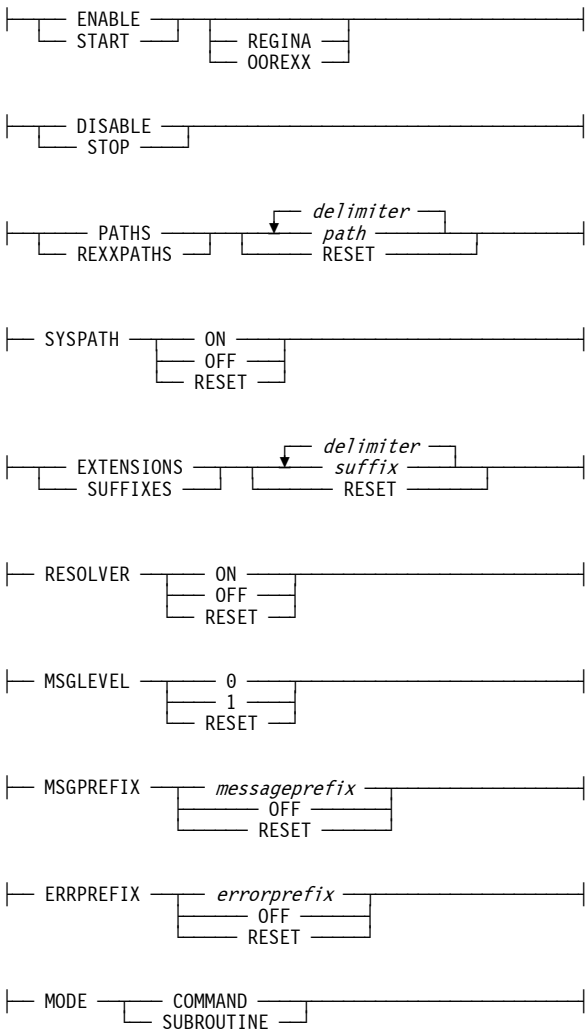 ENABLE
START
REGINA
OOREXX
DISABLE
STOP
delimiter
PATHS path
REXXPATHS RESET
SYSPATH ON
OFF
RESET
delimiter
EXTENSIONS suffix
SUFFIXES RESET
RESOLVER ON
OFF
RESET
MSGLEVEL 0
1
RESET
MSGPREFIX messageprefix
OFF
RESET
ERRPREFIX errorprefix
OFF
RESET
MODE COMMAND
SUBROUTINE